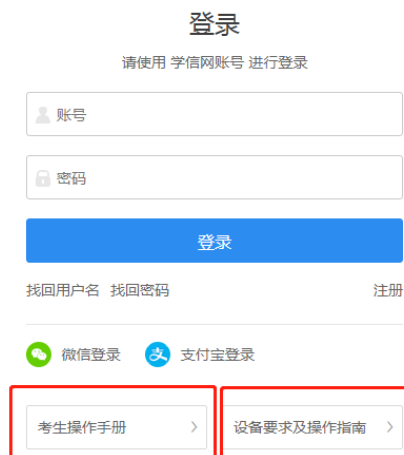 登录
请使用 学信网账号 进行登录
账号
密码
登录
找回用户名 找回密码 注册
微信登录 支付宝登录
考生操作手册 设备要求及操作指南